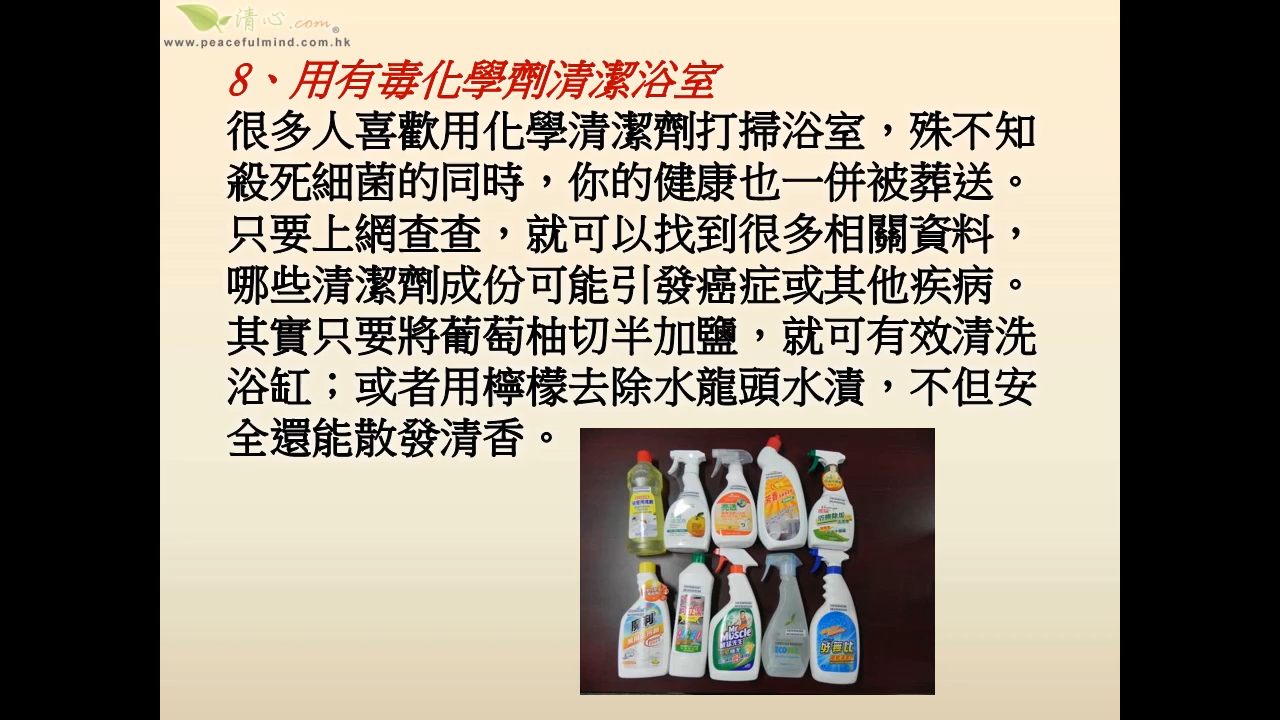 清心.com®
www.peacefulmind.com.hk
8、用有毒化學劑清潔浴室
很多人喜歡用化學清潔劑打掃浴室，殊不知
殺死細菌的同時，你的健康也一併被葬送。
只要上網查查，就可以找到很多相關資料，
哪些清潔劑成份可能引發癌症或其他疾病。
其實只要將葡萄柚切半加鹽，就可有效清洗
浴缸；或者用檸檬去除水龍頭水漬，不但安
全還能散發清香。
魔術
Mr
Muscle
好蒂比